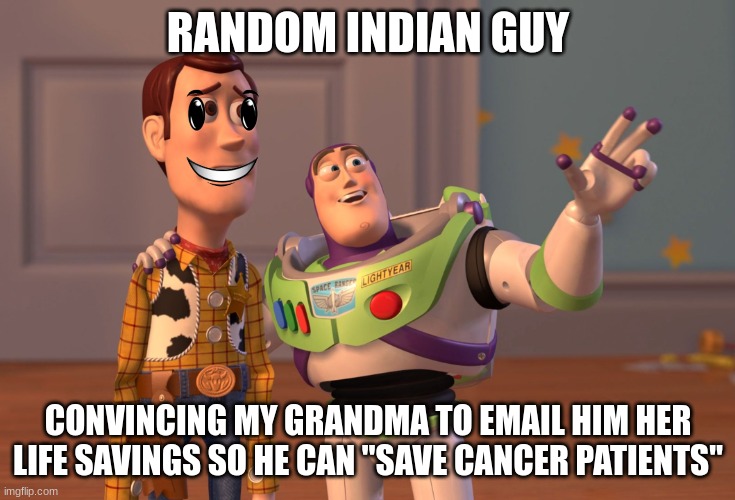 RANDOM INDIAN GUY
SPACE RANGER
LIGHTYEAR
CONVINCING MY GRANDMA TO EMAIL HIM HER
LIFE SAVINGS SO HE CAN "SAVE CANCER PATIENTS"
imgflip.com